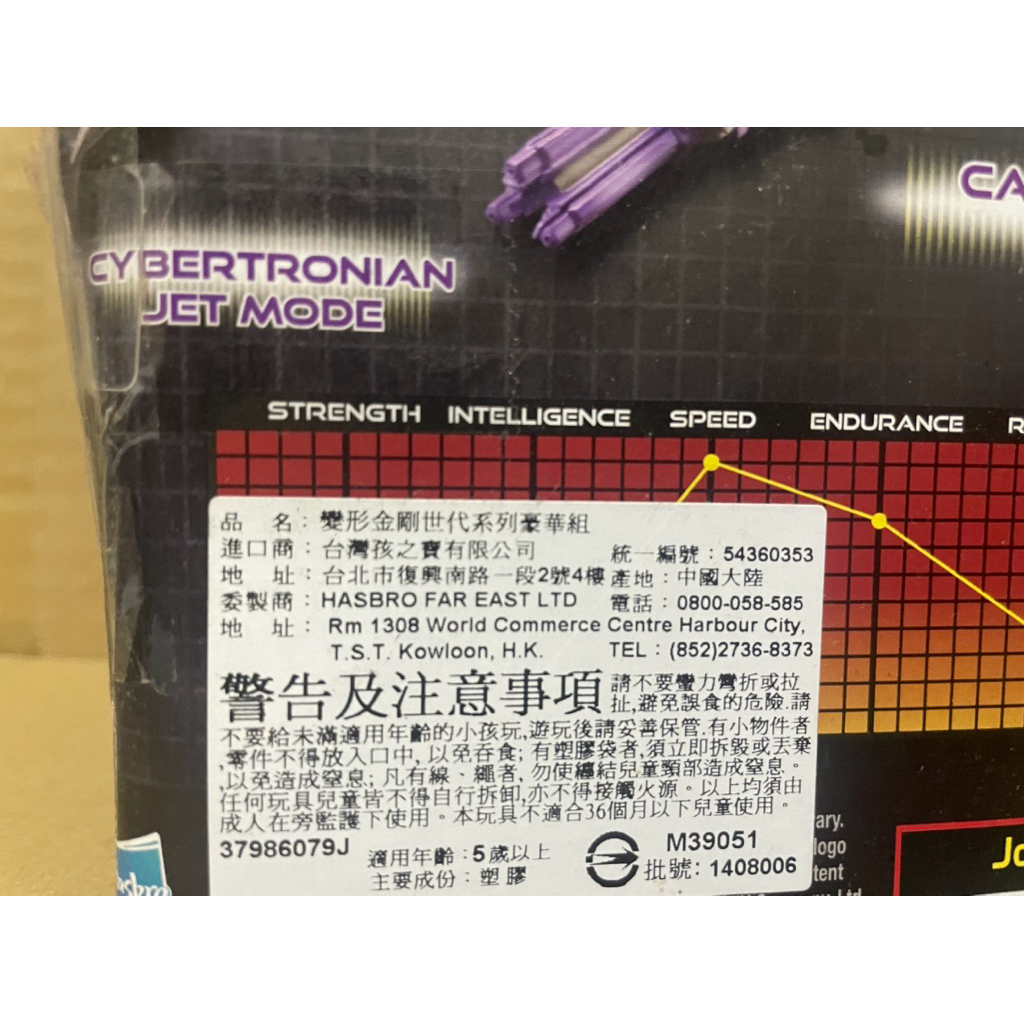 CYBERTRONIAN
JET MODE
CA
STRENGTH INTELLIGENCE SPEED ENDURANCE R
品 名：變形金剛世代系列豪華組
進口商：台灣孩之寶有限公司 統一編號：54360353
地 址：台北市復興南路一段2號4樓 產地：中國大陸
委製商：HASBRO FAR EAST LTD 電話：0800-058-585
地 址： Rm 1308 World Commerce Centre Harbour City,
T.S.T. Kowloon, H.K. TEL：(852)2736-8373
警告及注意事項 請不要蠻力彎折或拉
扯,避免誤食的危險.請
不要給未滿適用年齡的小孩玩,遊玩後請妥善保管.有小物件者
,零件不得放入口中,以免吞食;有塑膠袋者,須立即拆毀或丟棄
,以免造成窒息;凡有線、繩者,勿使纏結兒童頸部造成窒息。
任何玩具兒童皆不得自行拆卸,亦不得接觸火源。以上均須由
成人在旁監護下使用。本玩具不適合36個月以下兒童使用。
37986079J 適用年齡：5歲以上 M39051
主要成份：塑膠 批號：1408006
ary.
logo
tent
Ltd
Jo
Hasbro